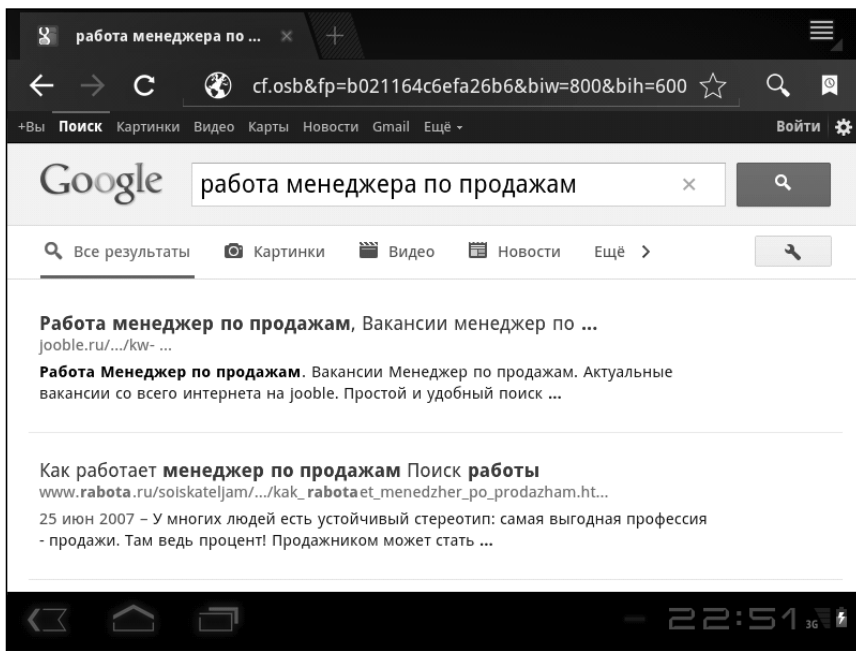 работа менеджера по ...
cf.osb&fp=b021164c6efa26b6&biw=800&bih=600
+Вы Поиск Картинки Видео Карты Новости Gmail Ещё Войти
Google работа менеджера по продажам
Все результаты Картинки Видео Новости Ещё
Работа менеджер по продажам, Вакансии менеджер по ...
jooble.ru/.../kw- ...
Работа Менеджер по продажам. Вакансии Менеджер по продажам. Актуальные
вакансии со всего интернета на jooble. Простой и удобный поиск ...
Как работает менеджер по продажам Поиск работы
www.rabota.ru/soiskateljam/.../kak_rabotaet_menedzher_po_prodazham.ht...
25 июн 2007 – У многих людей есть устойчивый стереотип: самая выгодная профессия
- продажи. Там ведь процент! Продажником может стать ...
22:51 3G